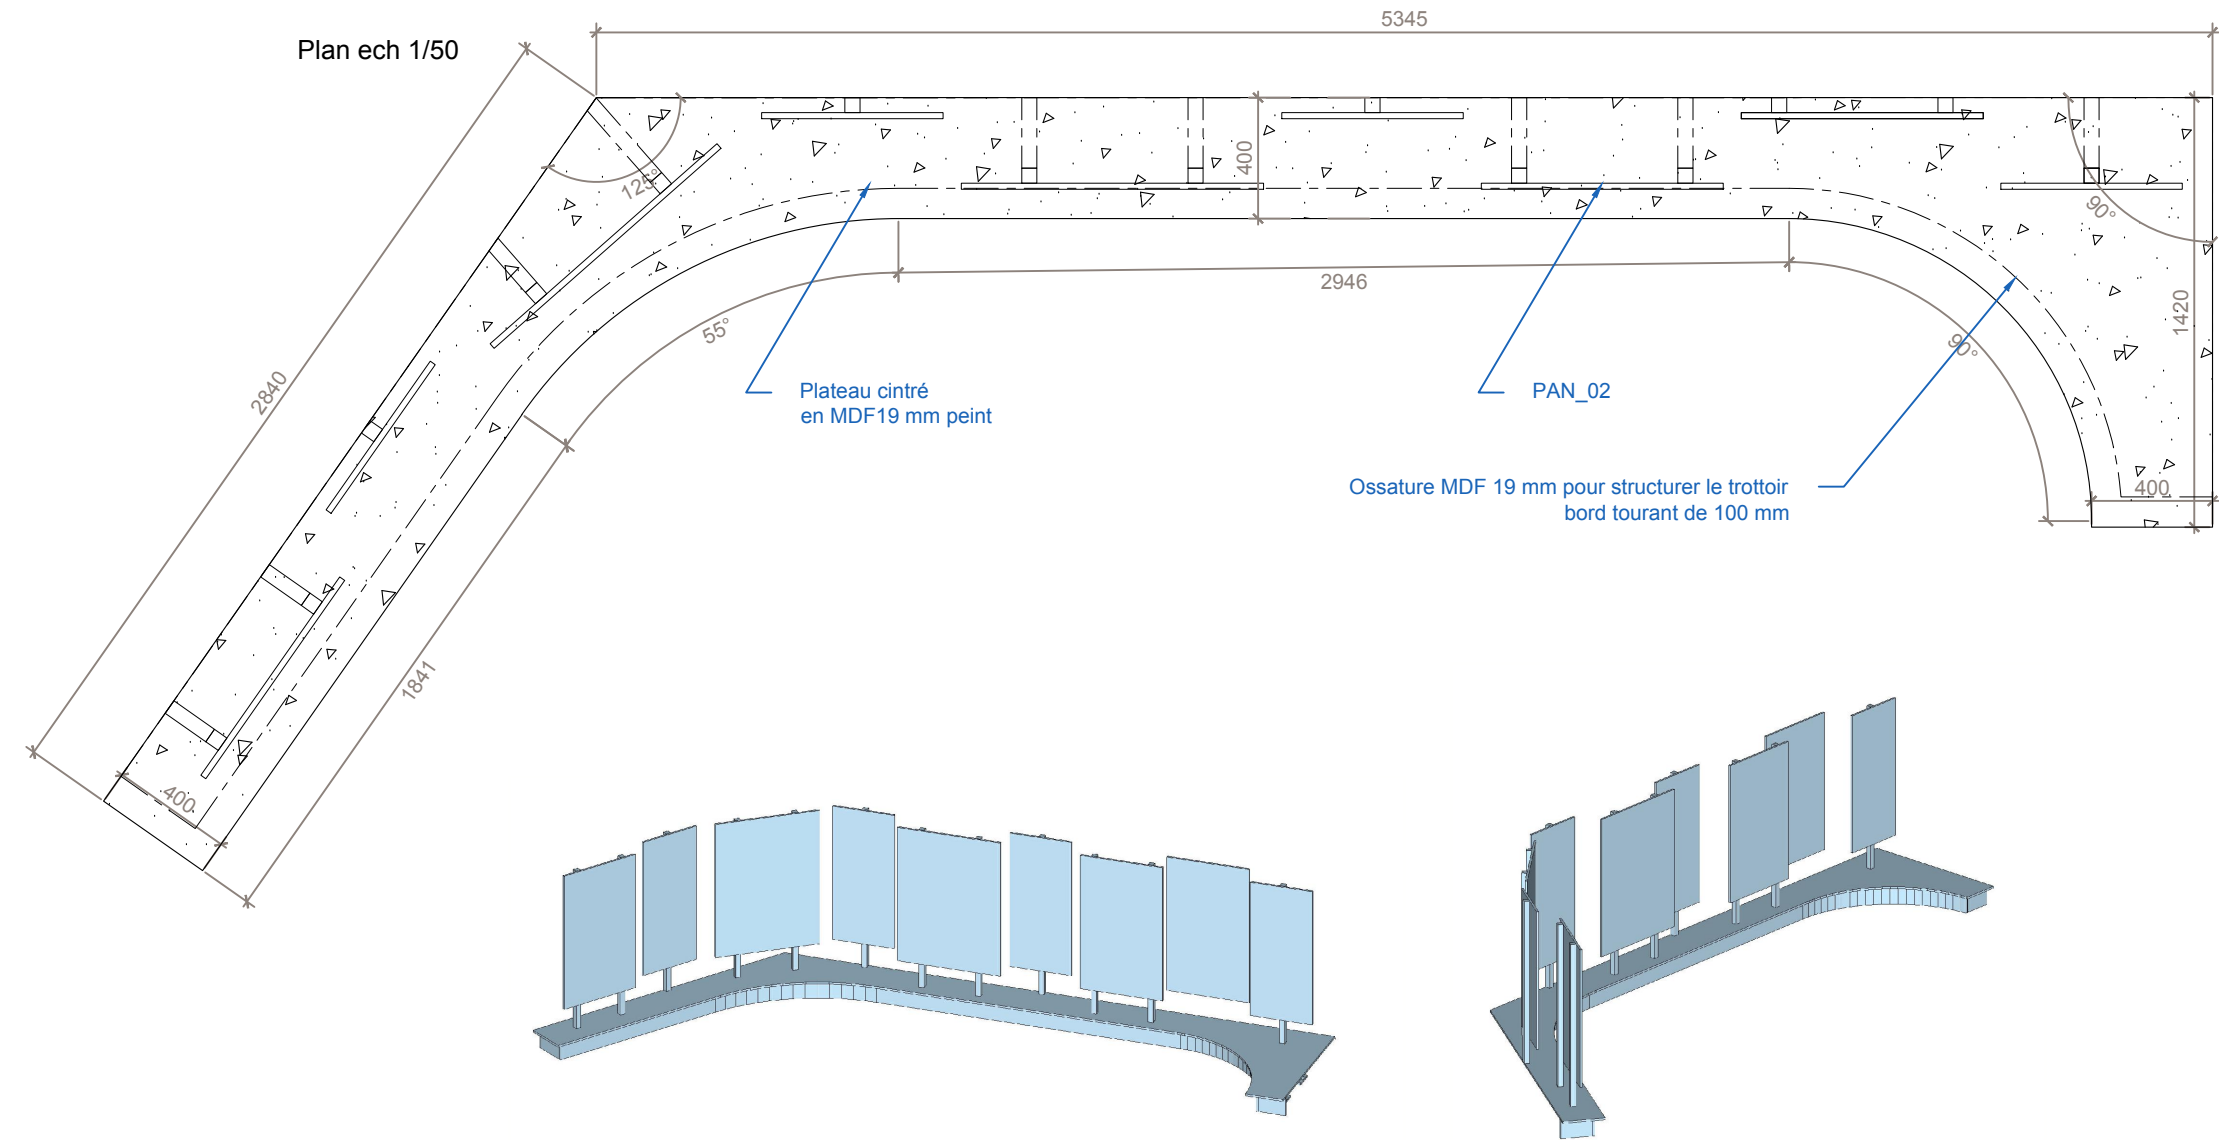 5345
Plan ech 1/50
400
125°
90°
2946
1420
55°
90°
2840
Plateau cintré
en MDF19 mm peint
PAN_02
Ossature MDF 19 mm pour structurer le trottoir
bord tourant de 100 mm
400
1841
400